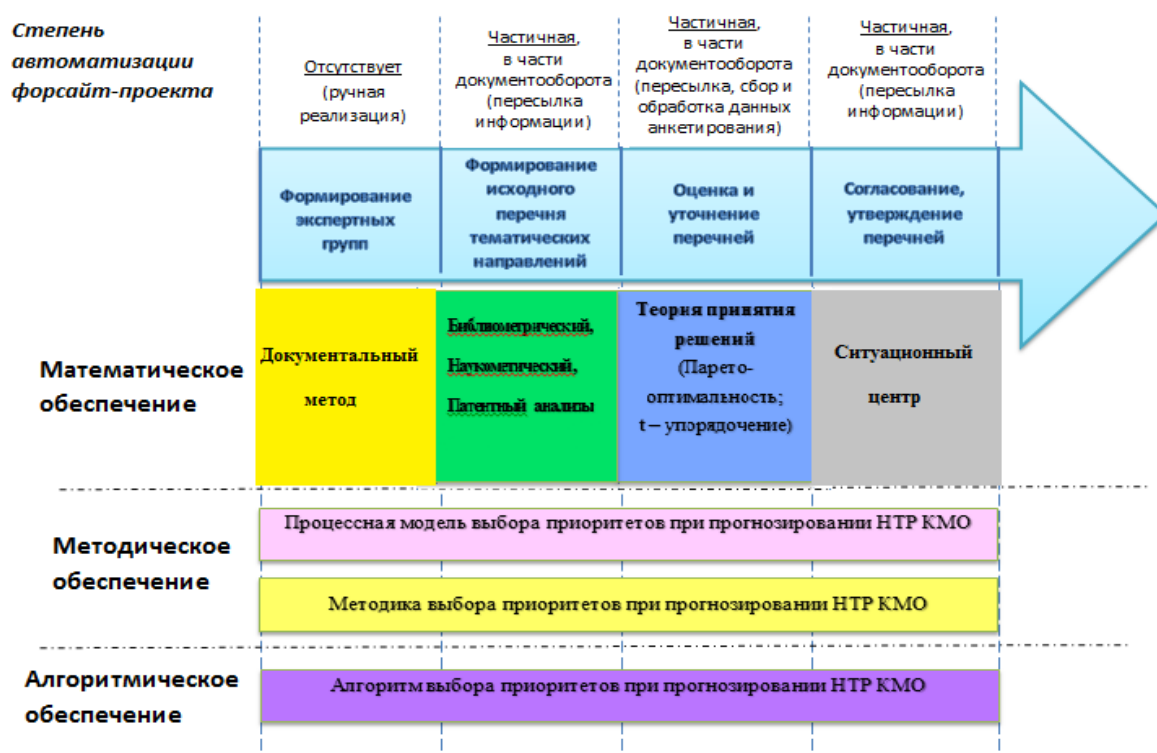 Степень
автоматизации
форсайт-проекта
Отсутствует
(ручная
реализация)
Частичная,
в части
документооборота
(пересылка
информации)
Частичная,
в части
документооборота
(пересылка, сбор и
обработка данных
анкетирования)
Частичная,
в части
документооборота
(пересылка
информации)
Формирование
экспертных
групп
Формирование
исходного
перечня
тематических
направлений
Оценка и
уточнение
перечней
Согласование,
утверждение
перечней
Математическое
обеспечение
Документальный
метод
Библиометрический,
Наукометический,
Патентный анализы
Теория принятия
решений
(Парето-
оптимальность;
t – упорядочение)
Ситуационный
центр
Методическое
обеспечение
Процессная модель выбора приоритетов при прогнозировании НТР КМО
Методика выбора приоритетов при прогнозировании НТР КМО
Алгоритмическое
обеспечение
Алгоритм выбора приоритетов при прогнозировании НТР КМО